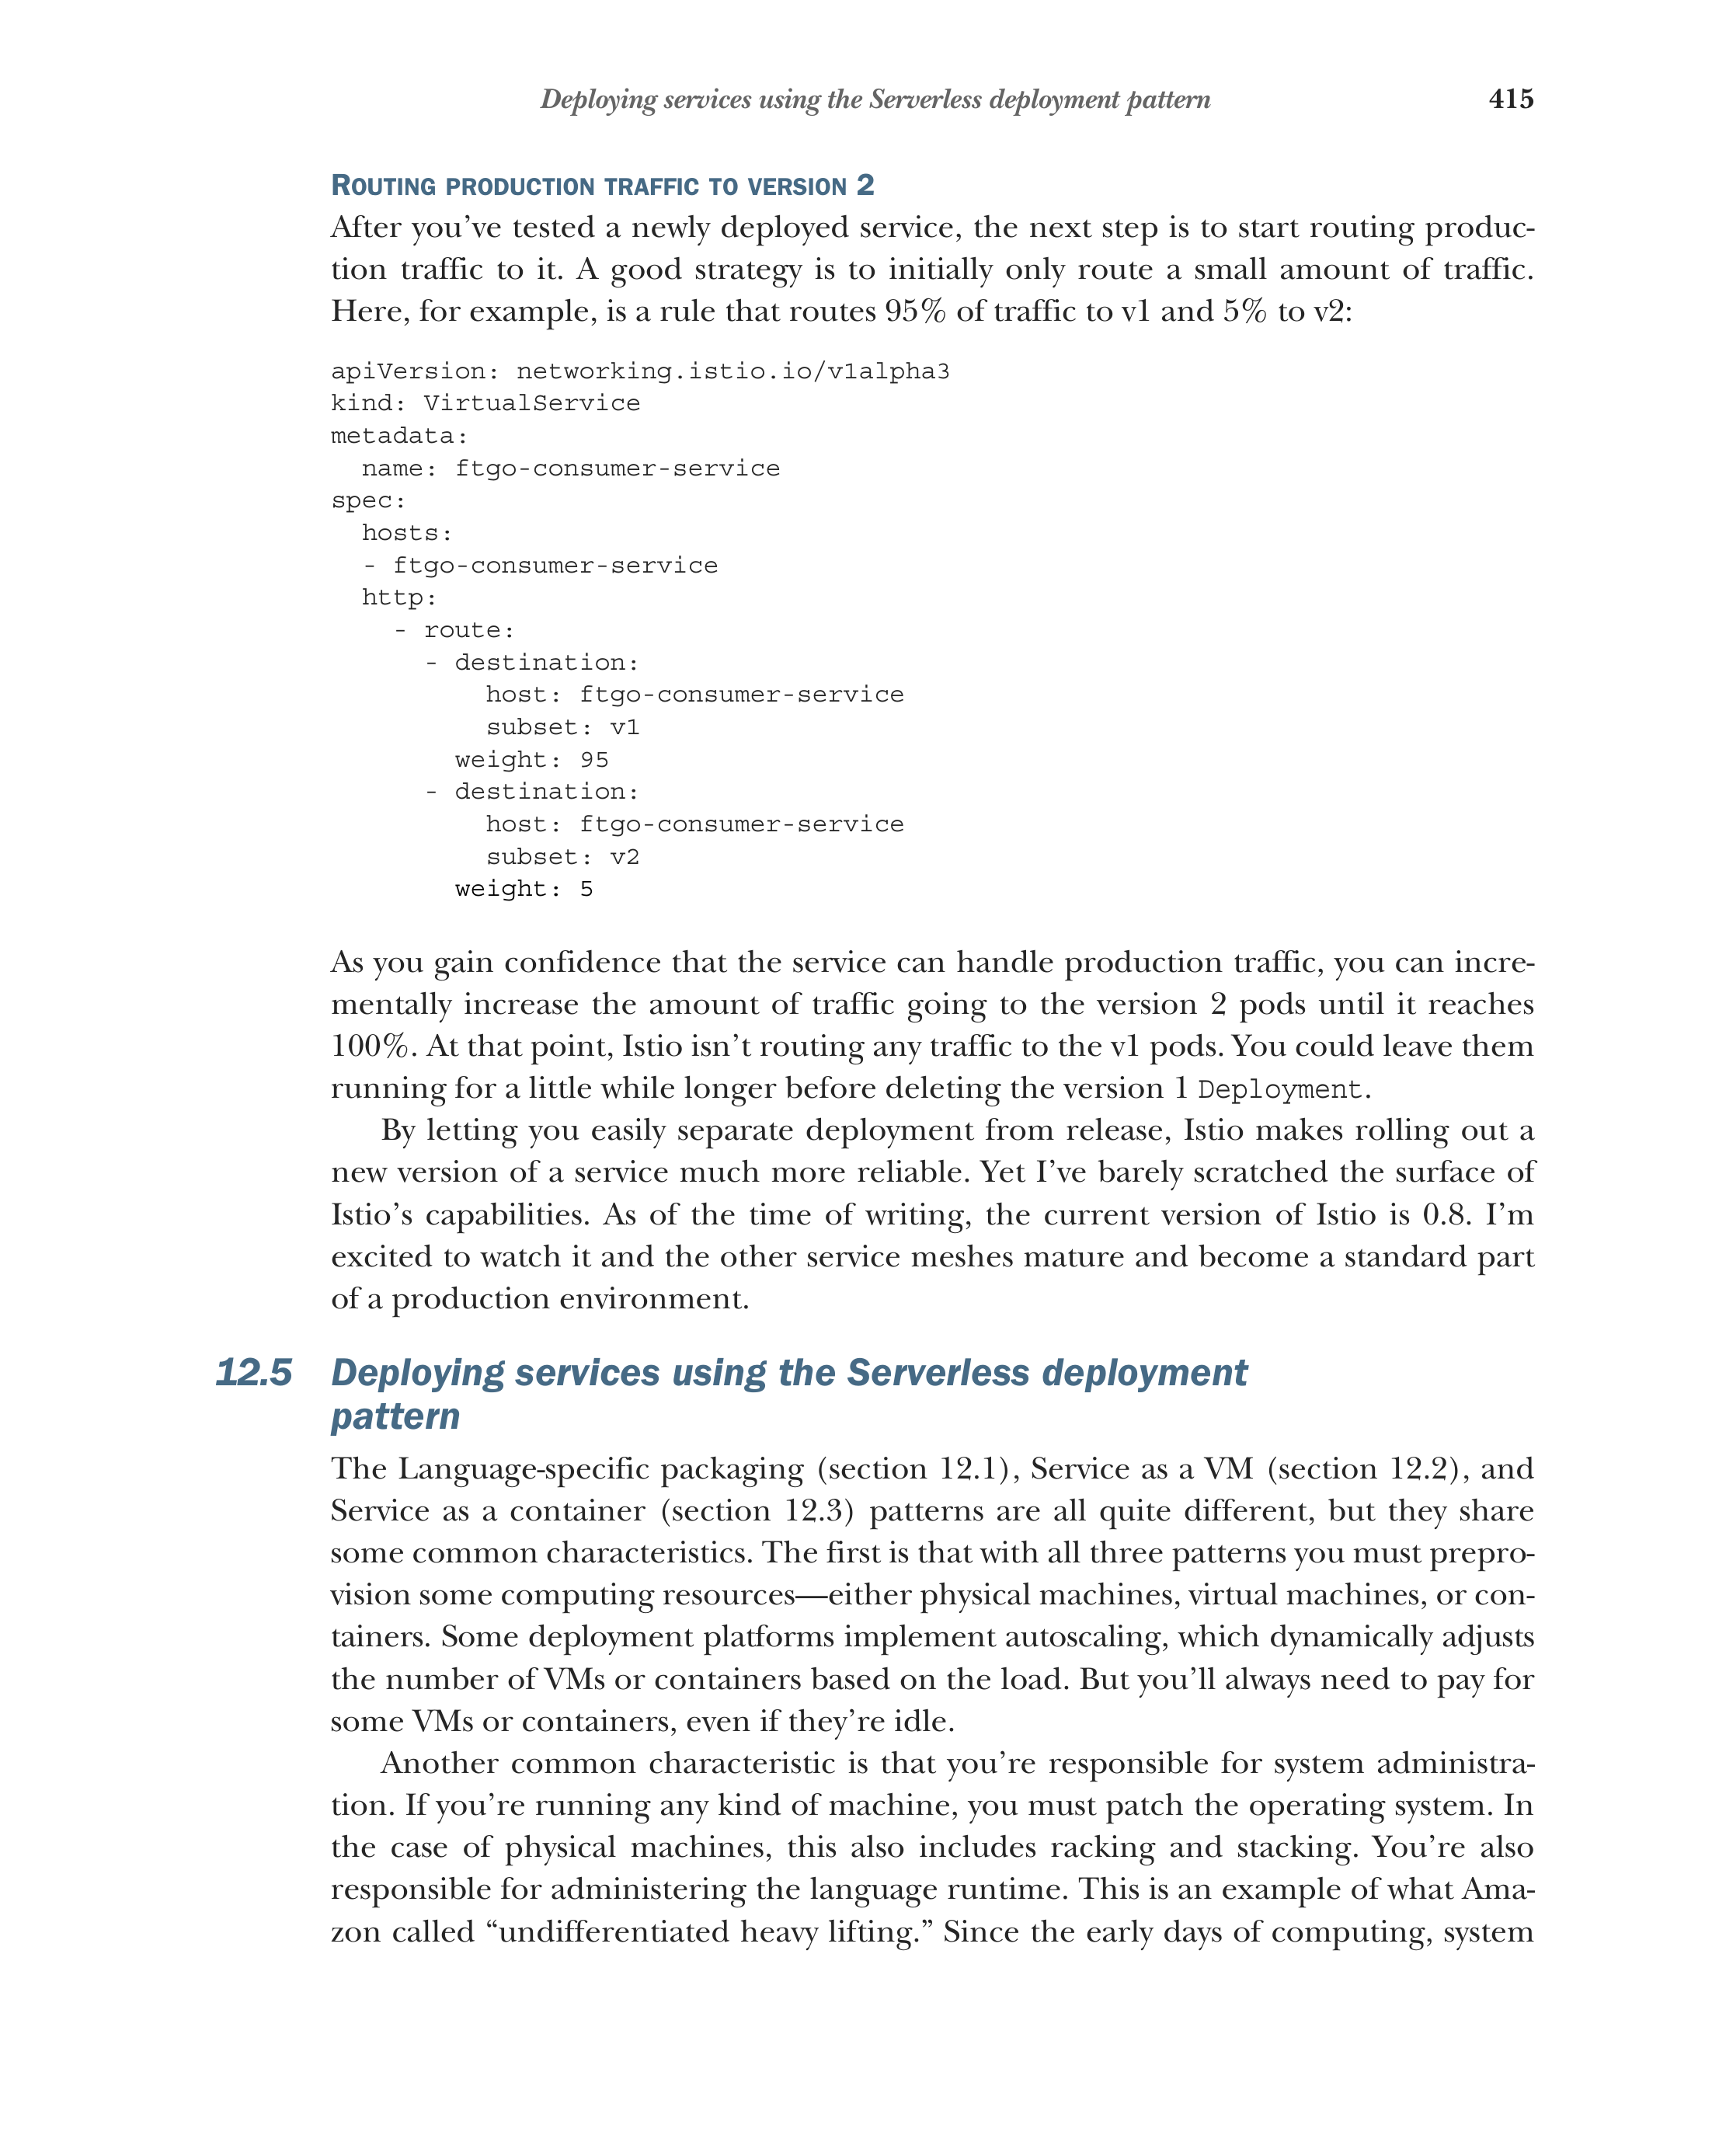 Deploying services using the Serverless deployment pattern 415
ROUTING PRODUCTION TRAFFIC TO VERSION 2
After you’ve tested a newly deployed service, the next step is to start routing produc-
tion traffic to it. A good strategy is to initially only route a small amount of traffic.
Here, for example, is a rule that routes 95% of traffic to v1 and 5% to v2:
apiVersion: networking.istio.io/v1alpha3
kind: VirtualService
metadata:
  name: ftgo-consumer-service
spec:
  hosts:
  - ftgo-consumer-service
  http:
    - route:
      - destination:
          host: ftgo-consumer-service
          subset: v1
        weight: 95
      - destination:
          host: ftgo-consumer-service
          subset: v2
        weight: 5
As you gain confidence that the service can handle production traffic, you can incre-
mentally increase the amount of traffic going to the version 2 pods until it reaches
100%. At that point, Istio isn’t routing any traffic to the v1 pods. You could leave them
running for a little while longer before deleting the version 1 Deployment.
By letting you easily separate deployment from release, Istio makes rolling out a
new version of a service much more reliable. Yet I’ve barely scratched the surface of
Istio’s capabilities. As of the time of writing, the current version of Istio is 0.8. I’m
excited to watch it and the other service meshes mature and become a standard part
of a production environment.
12.5 Deploying services using the Serverless deployment
pattern
The Language-specific packaging (section 12.1), Service as a VM (section 12.2), and
Service as a container (section 12.3) patterns are all quite different, but they share
some common characteristics. The first is that with all three patterns you must prepro-
vision some computing resources—either physical machines, virtual machines, or con-
tainers. Some deployment platforms implement autoscaling, which dynamically adjusts
the number of VMs or containers based on the load. But you’ll always need to pay for
some VMs or containers, even if they’re idle.
Another common characteristic is that you’re responsible for system administra-
tion. If you’re running any kind of machine, you must patch the operating system. In
the case of physical machines, this also includes racking and stacking. You’re also
responsible for administering the language runtime. This is an example of what Ama-
zon called “undifferentiated heavy lifting.” Since the early days of computing, system